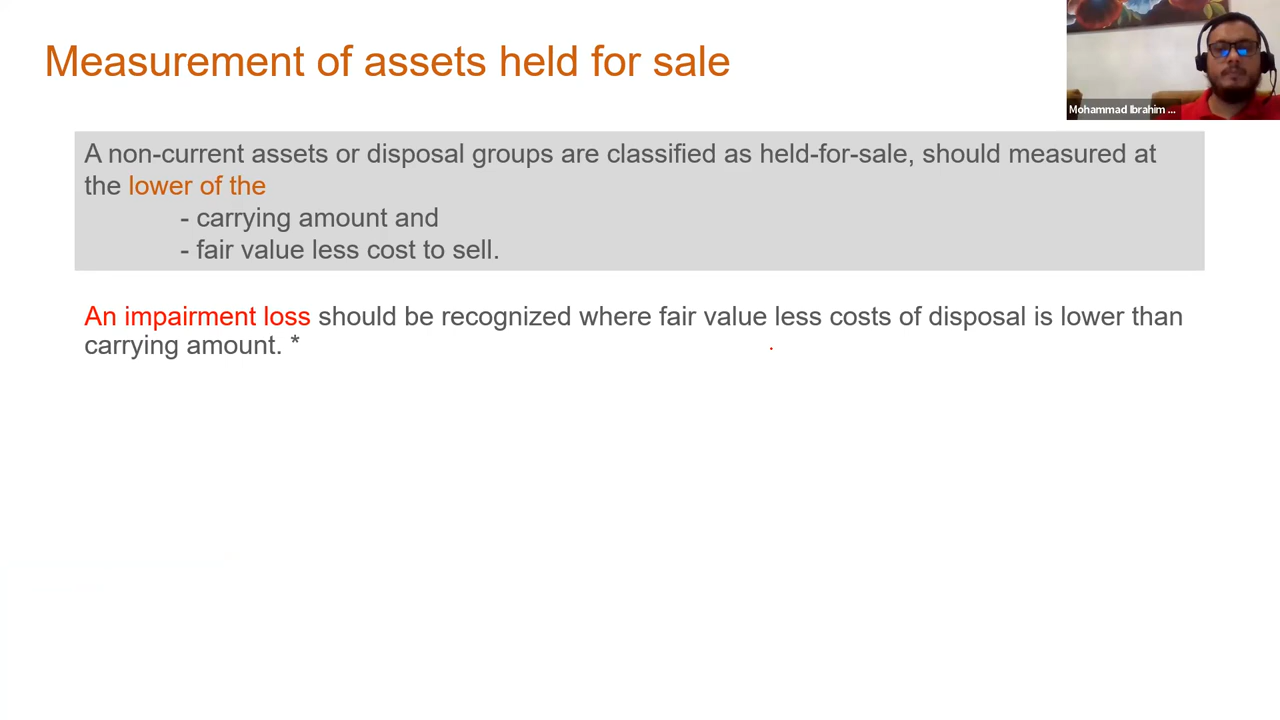 Measurement of assets held for sale
Mohammad Ibrahim ...
A non-current assets or disposal groups are classified as held-for-sale, should measured at
the lower of the
- carrying amount and
- fair value less cost to sell.
An impairment loss should be recognized where fair value less costs of disposal is lower than
carrying amount. *